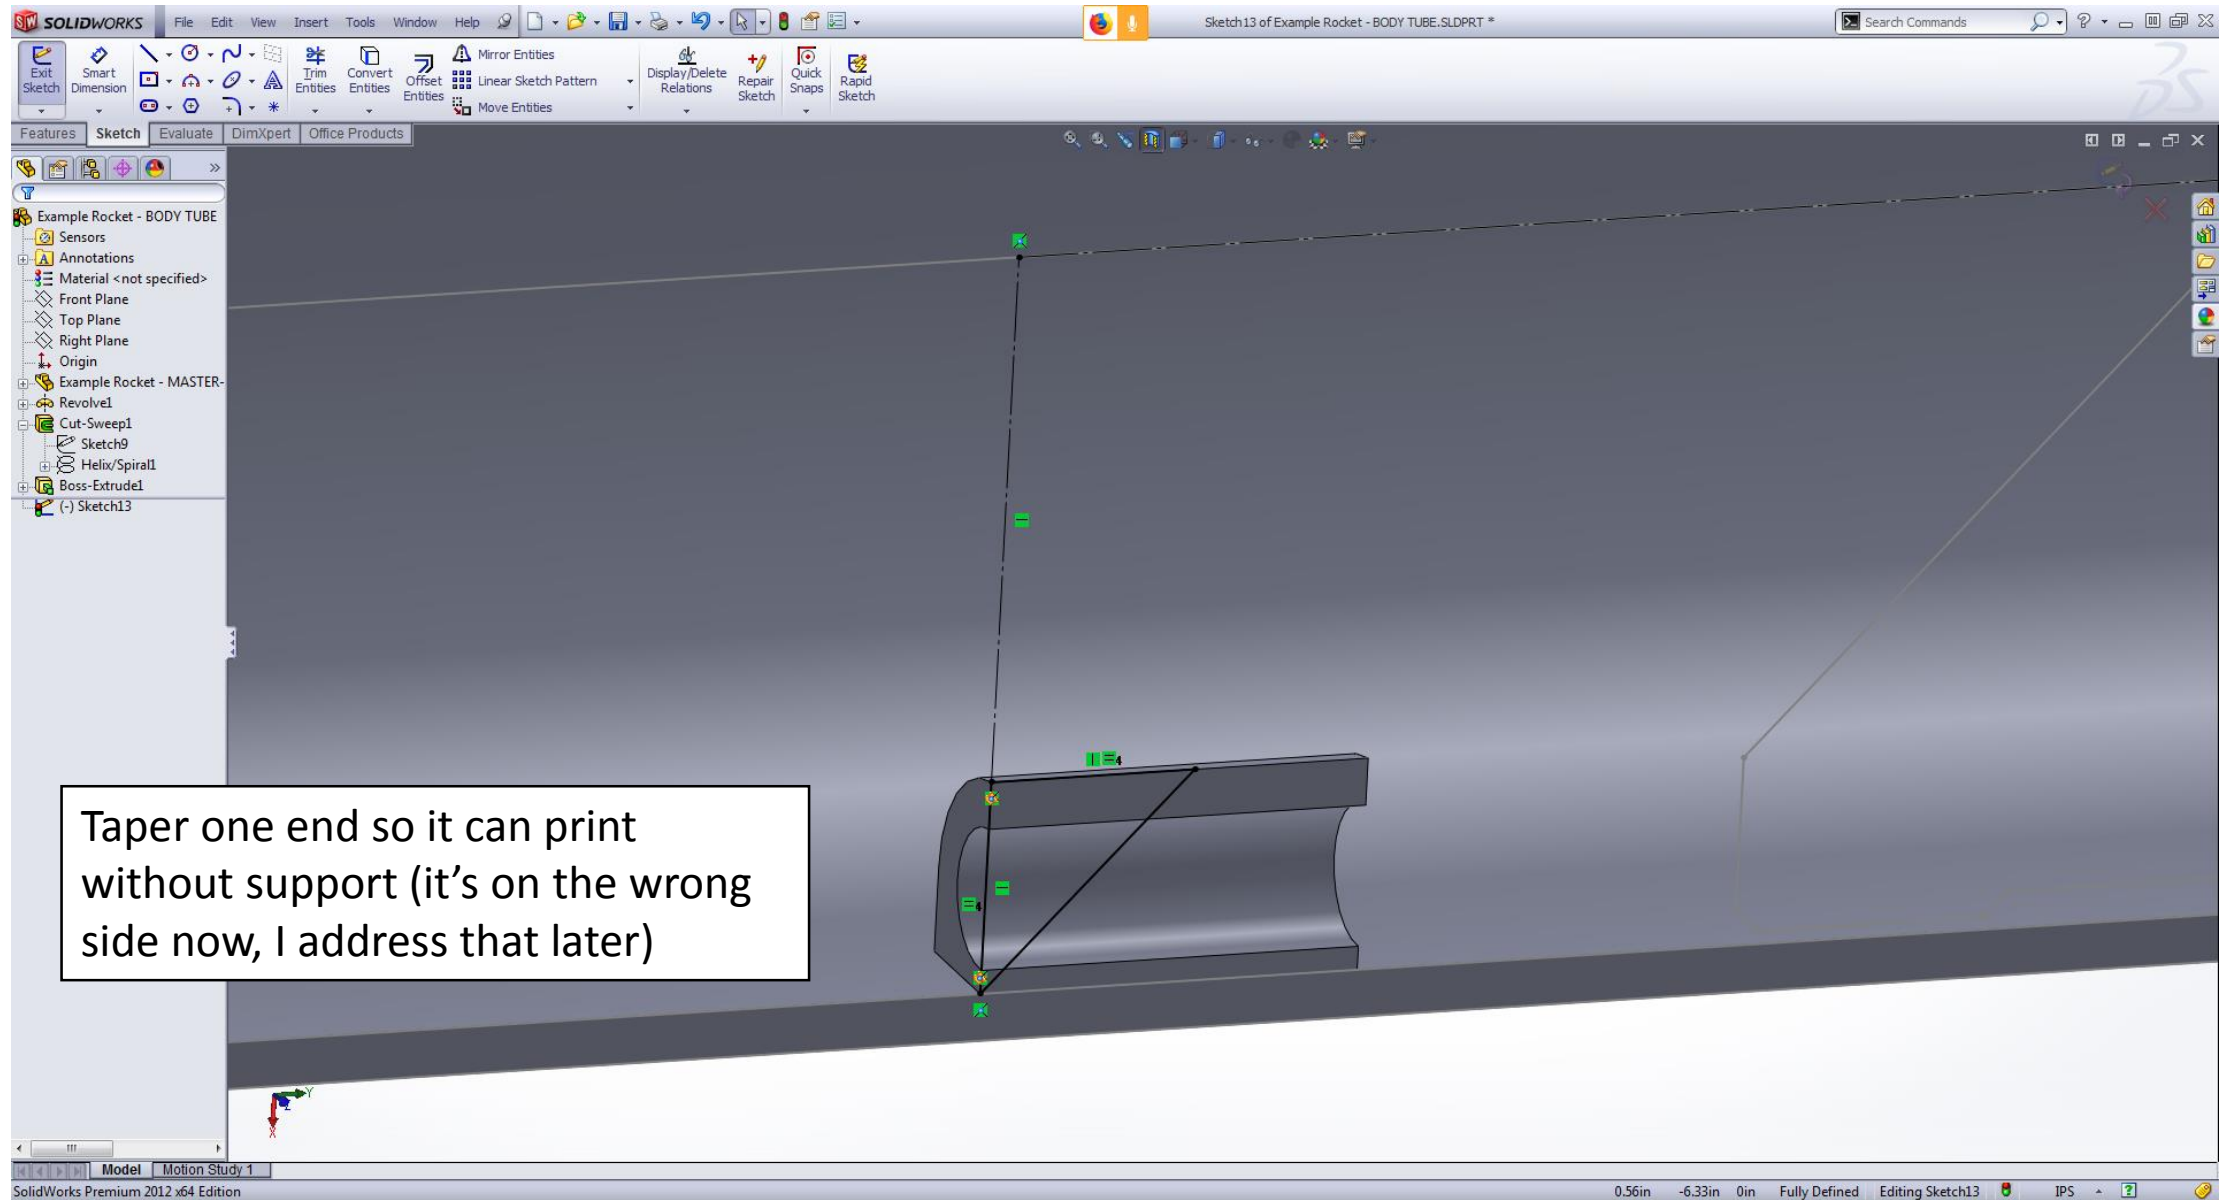 SOLIDWORKS File Edit View Insert Tools Window Help Sketch13 of Example Rocket - BODY TUBE.SLDPRT * Search Commands
Exit Sketch
Smart Dimension
Trim Entities
Convert Entities
Offset Entities
Mirror Entities
Linear Sketch Pattern
Move Entities
Display/Delete Relations
Repair Sketch
Quick Snaps
Rapid Sketch
Features Sketch Evaluate DimXpert Office Products
Example Rocket - BODY TUBE
Sensors
Annotations
Material <not specified>
Front Plane
Top Plane
Right Plane
Origin
Example Rocket - MASTER-
Revolve1
Cut-Sweep1
Sketch9
Helix/Spiral1
Boss-Extrude1
(-) Sketch13
4
4
Taper one end so it can print
without support (it’s on the wrong
side now, I address that later)
Y
Z
X
Model Motion Study 1
SolidWorks Premium 2012 x64 Edition 0.56in -6.33in 0in Fully Defined Editing Sketch13 IPS